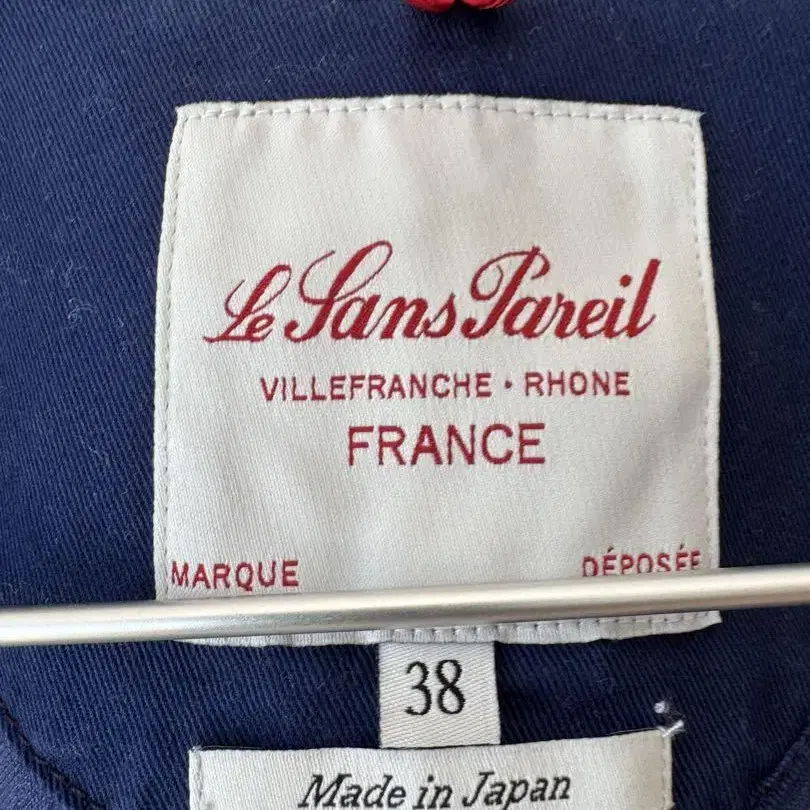 Le Sans Pareil
VILLEFRANCHE • RHONE
FRANCE
MARQUE DÉPOSÉE
38
Made in Japan